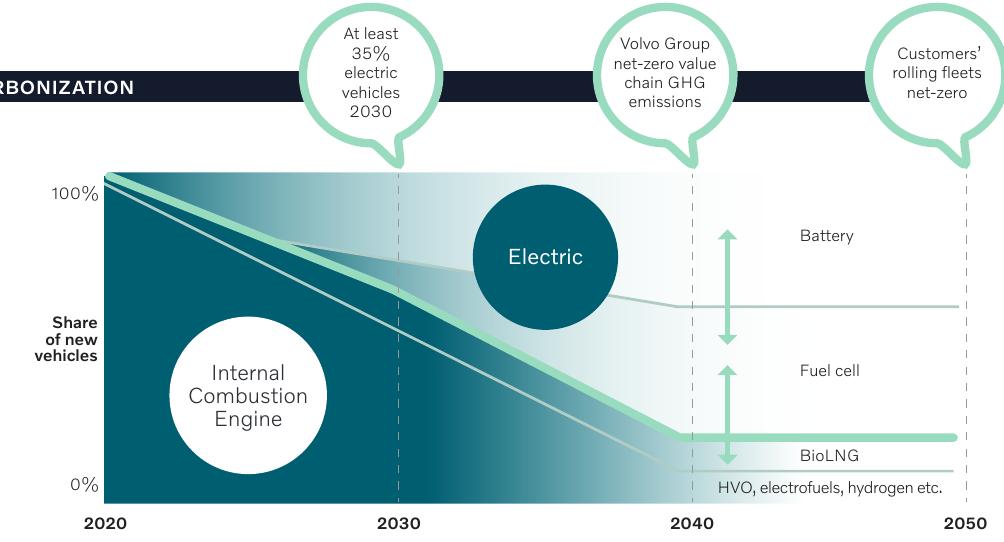 At least
35%
electric
vehicles
2030
Volvo Group
net-zero value
chain GHG
emissions
Customers'
rolling fleets
net-zero
RBONIZATION
100%
Share
of new
vehicles
0%
Electric
Internal
Combustion
Engine
Battery
Fuel cell
BioLNG
HVO, electrofuels, hydrogen etc.
2020
2030
2040
2050